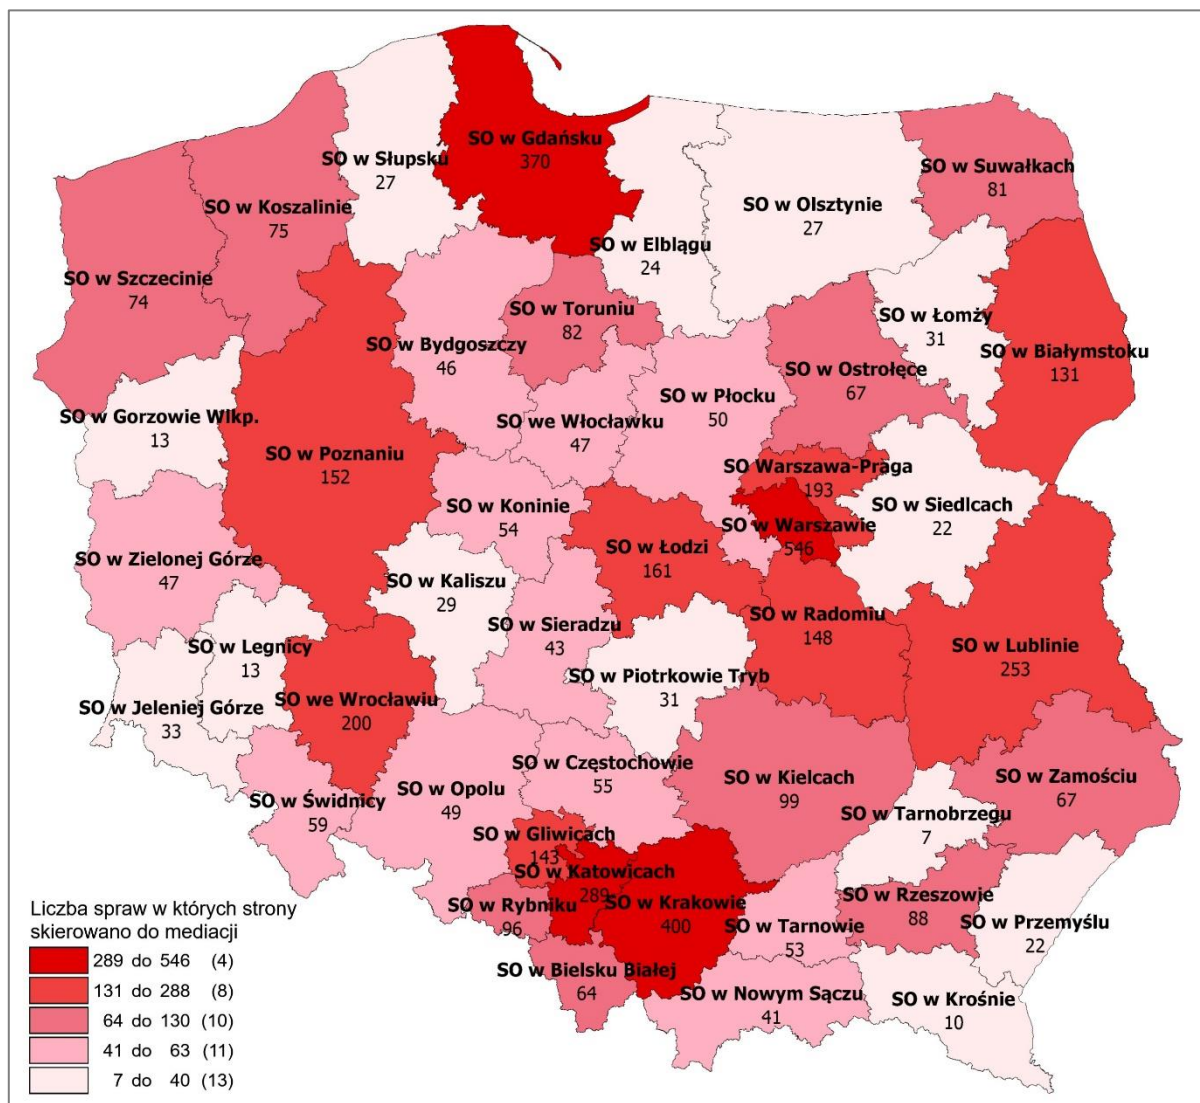 SO w Gdańsku
370
SO w Słupsku
27
SO w Suwałkach
81
SO w Koszalinie
75
SO w Olsztynie
27
SO w Elblągu
24
SO w Szczecinie
74
SO w Toruniu
82
SO w Łomży
31
SO w Bydgoszczy
46
SO w Białymstoku
131
SO w Ostrołęce
67
SO w Płocku
50
SO w Gorzowie Wlkp.
13
SO we Włocławku
47
SO w Poznaniu
152
SO Warszawa-Praga
193
SO w Siedlcach
22
SO w Koninie
54
SO w Warszawie
546
SO w Łodzi
161
SO w Zielonej Górze
47
SO w Kaliszu
29
SO w Radomiu
148
SO w Sieradzu
43
SO w Legnicy
13
SO w Lublinie
253
SO w Piotrkowie Tryb
31
SO we Wrocławiu
200
SO w Jeleniej Górze
33
SO w Częstochowie
55
SO w Kielcach
99
SO w Zamościu
67
SO w Opolu
49
SO w Świdnicy
59
SO w Tarnobrzegu
7
SO w Gliwicach
143
SO w Katowicach
289
SO w Rybniku
96
SO w Krakowie
400
SO w Rzeszowie
88
SO w Tarnowie
53
SO w Przemyślu
22
SO w Bielsku Białej
64
SO w Nowym Sączu
41
SO w Krośnie
10
Liczba spraw w których strony
skierowano do mediacji
289 do 546 (4)
131 do 288 (8)
64 do 130 (10)
41 do 63 (11)
7 do 40 (13)